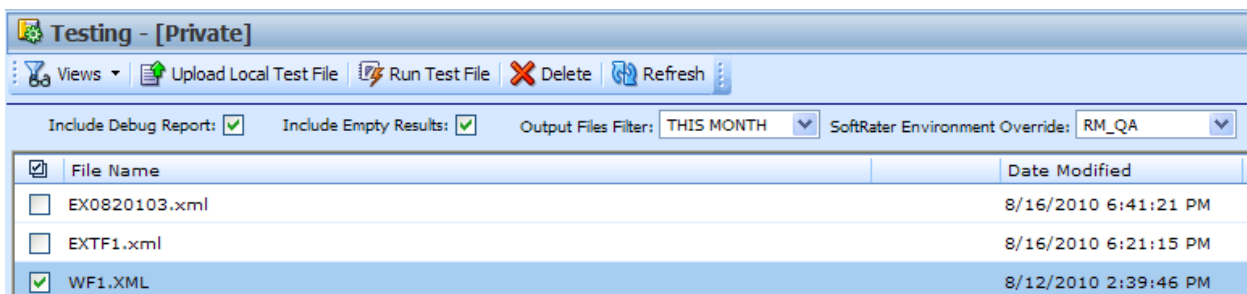 Testing - [Private]
Views Upload Local Test File Run Test File Delete Refresh
Include Debug Report: Include Empty Results: Output Files Filter: THIS MONTH SoftRater Environment Override: RM_QA
File Name Date Modified
EX0820103.xml 8/16/2010 6:41:21 PM
EXTF1.xml 8/16/2010 6:21:15 PM
WF1.XML 8/12/2010 2:39:46 PM